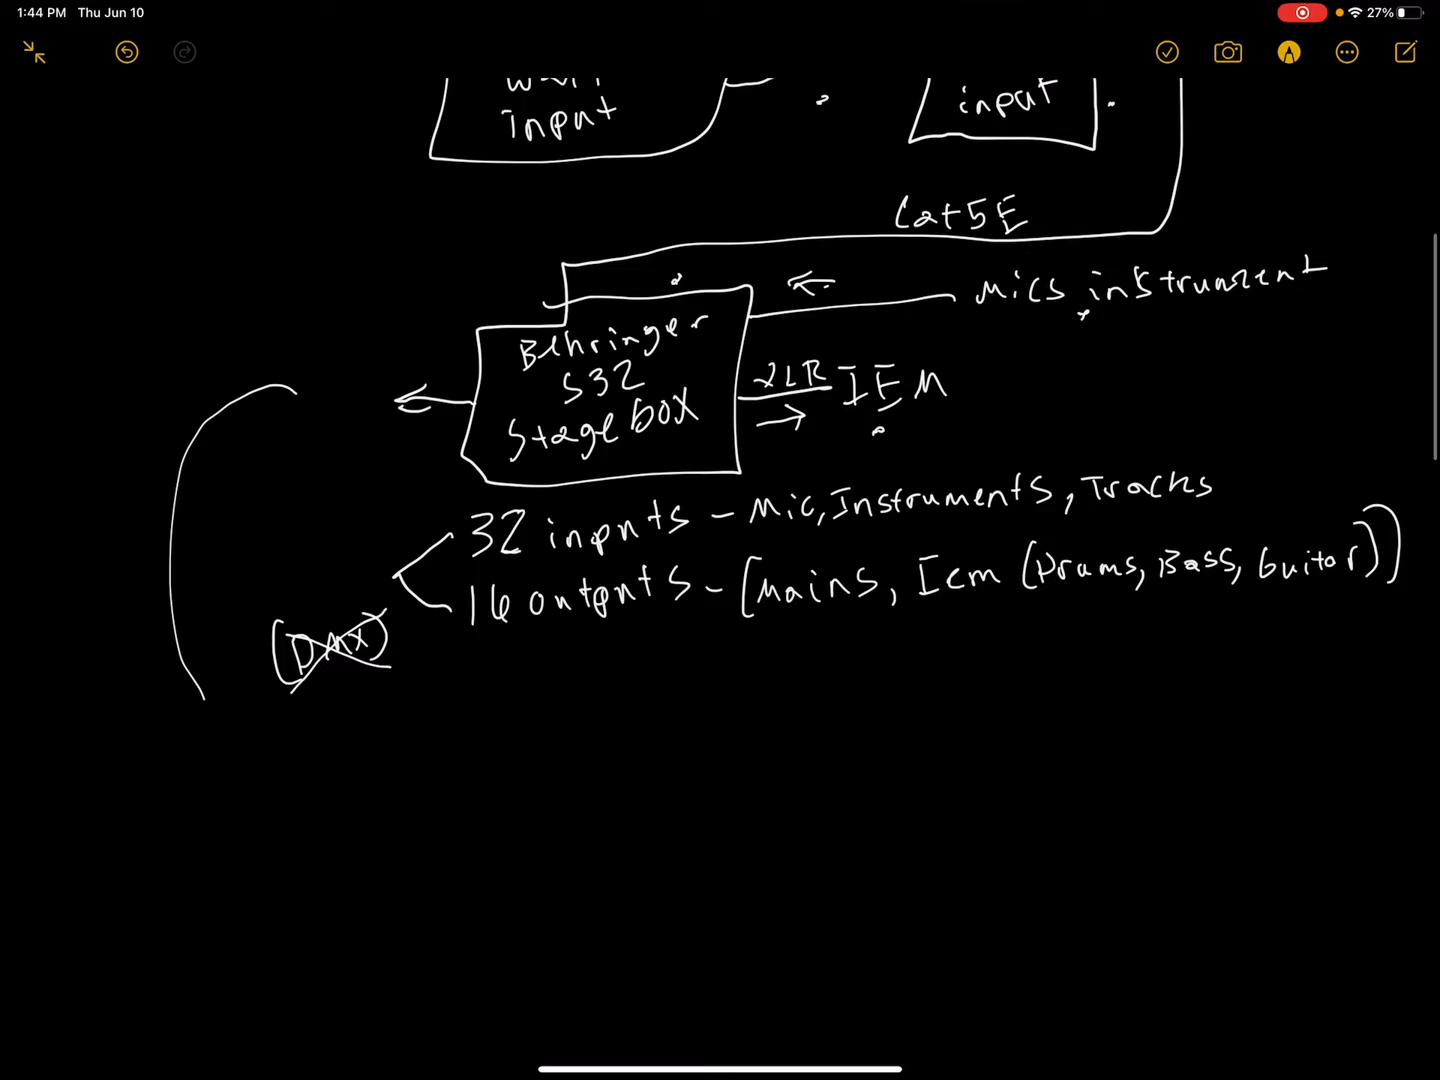 1:44 PM Thu Jun 10
27%
Input
input
Cat5E
Mics, instrument
Behringer
S32
Stage box
XLR IEM
32 inputs - Mic, Instruments, Tracks
16 outputs - [Mains, Iem (Drums, Bass, Guitar)]
(DMX)